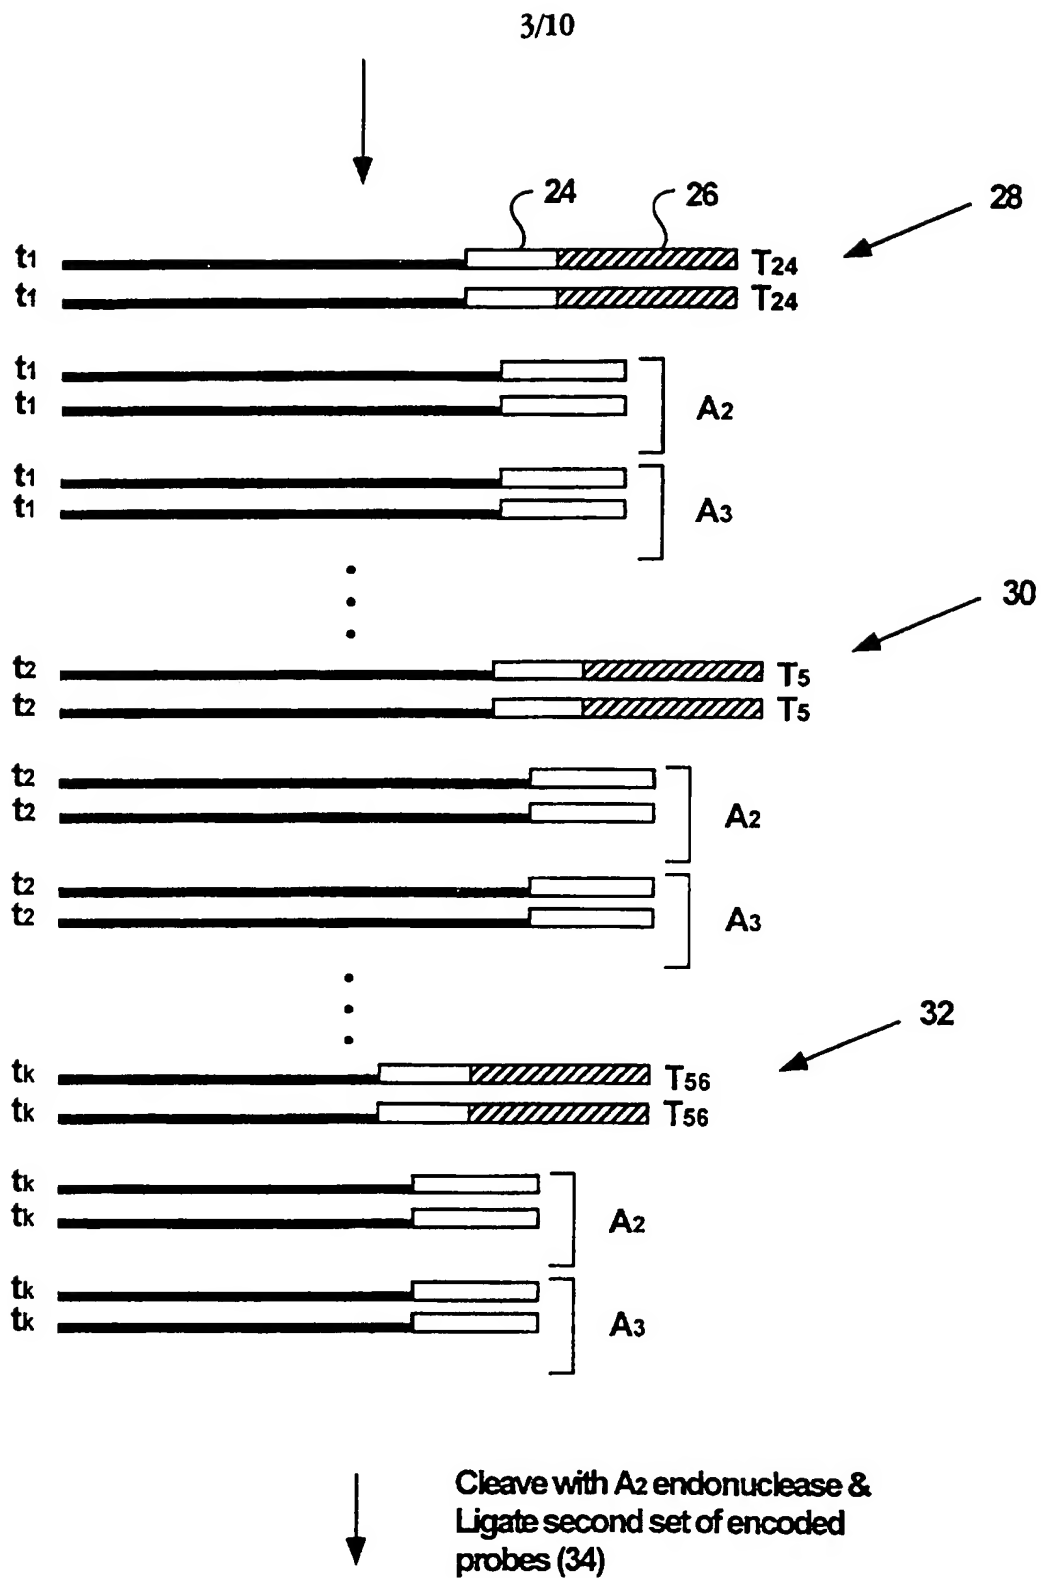 3/10
24 26 28
t1 T24
t1 T24
t1
t1 A2
t1
t1 A3
30
t2 T5
t2 T5
t2
t2 A2
t2
t2 A3
32
tk T56
tk T56
tk
tk A2
tk
tk A3
Cleave with A2 endonuclease &
Ligate second set of encoded
probes (34)